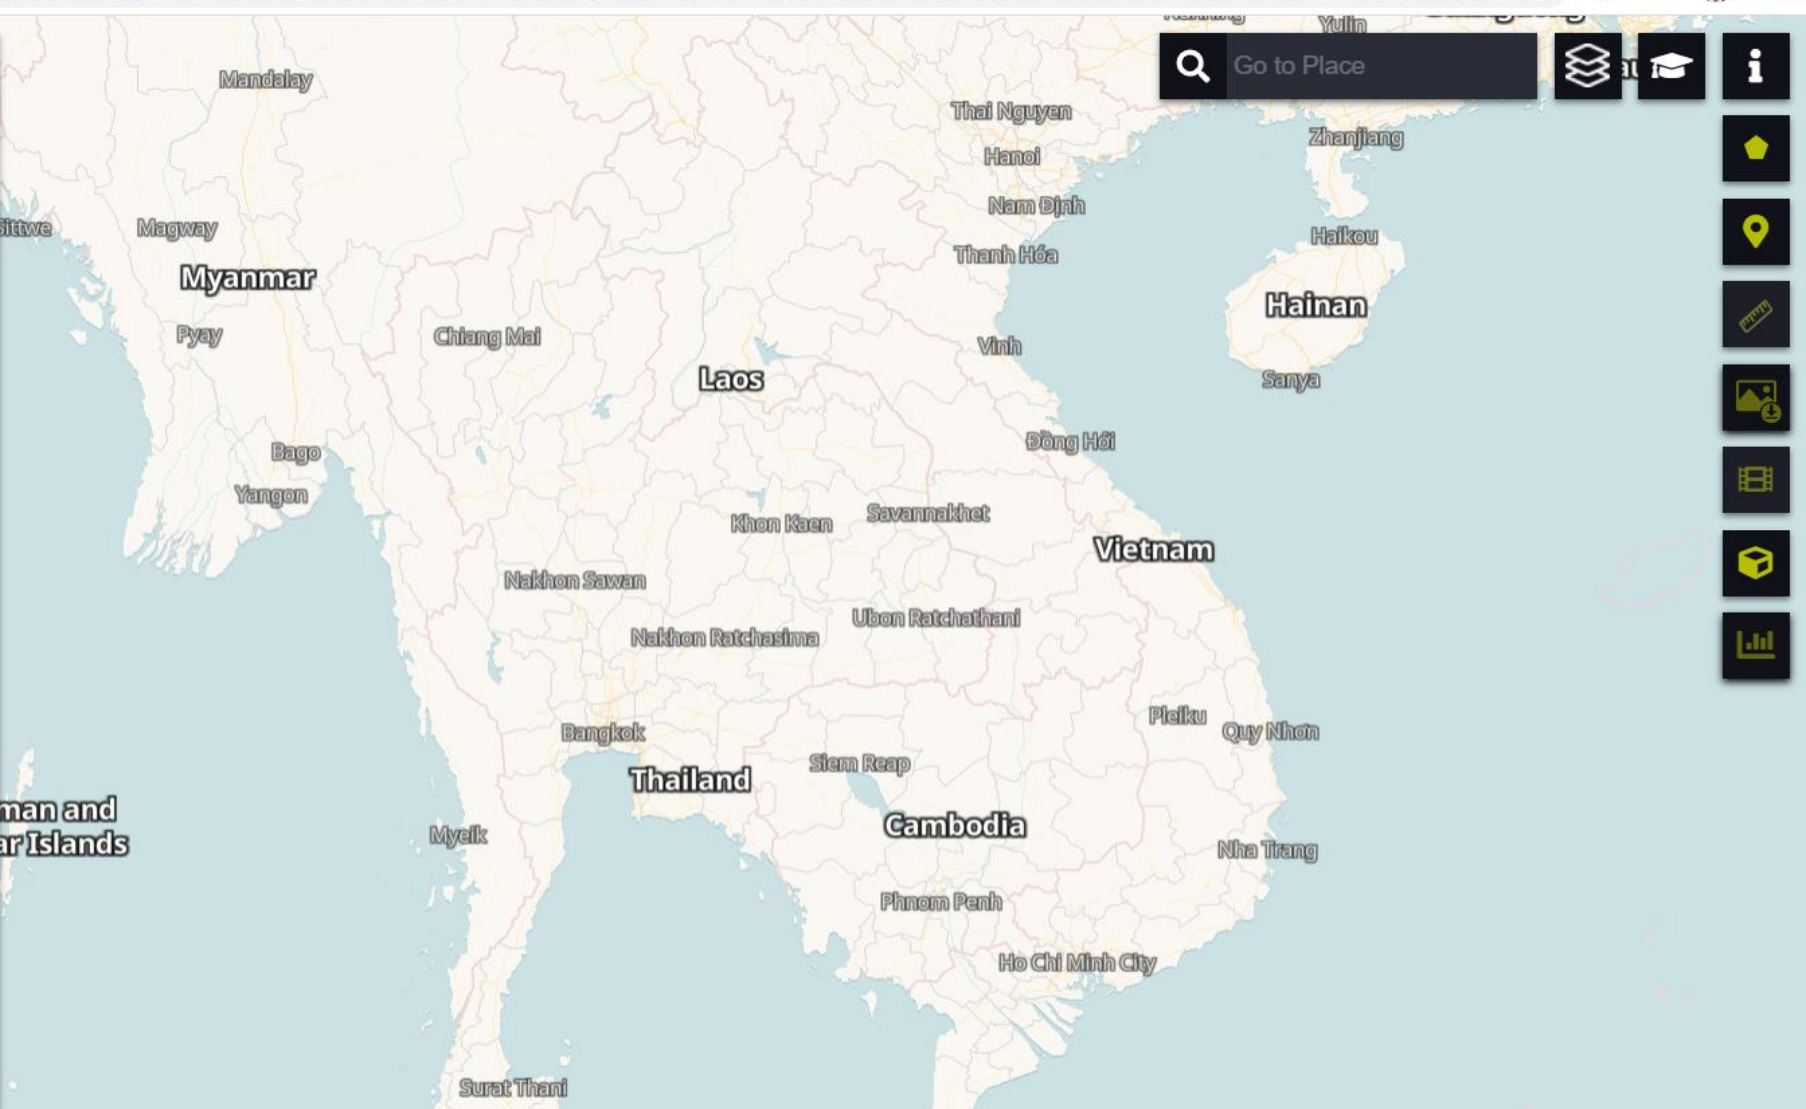 Yulin
Go to Place
Mandalay
Thai Nguyen
Zhanjiang
Hanoi
Nam Định
Sittwe
Magway
Haikou
Thanh Hóa
Myanmar
Hainan
Pyay
Chiang Mai
Vinh
Laos
Sanya
Đồng Hới
Bago
Yangon
Savannakhet
Khon Kaen
Vietnam
Nakhon Sawan
Ubon Ratchathani
Nakhon Ratchasima
Pleiku
Quy Nhơn
Bangkok
Siem Reap
Thailand
man and
ar Islands
Cambodia
Myeik
Nha Trang
Phnom Penh
Ho Chi Minh City
Surat Thani